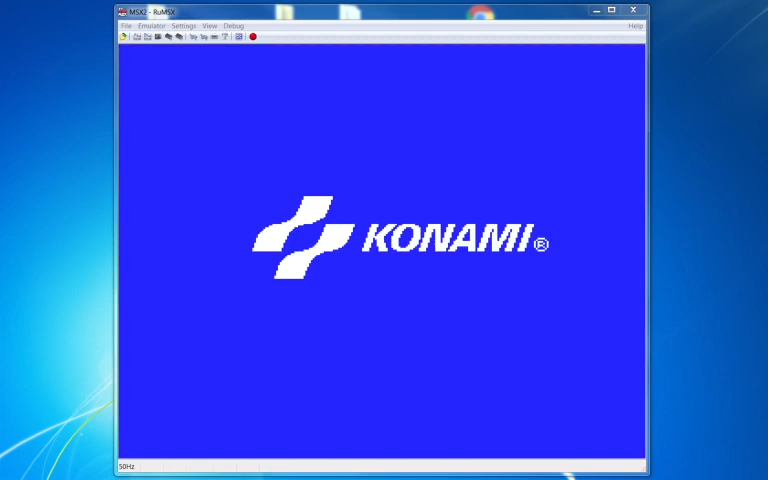 MSX2 - RuMSX
File Emulator Settings View Debug Help
KONAMI®
50Hz